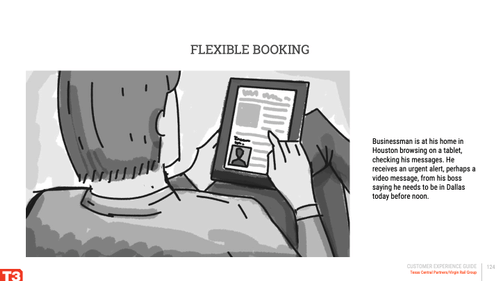 FLEXIBLE BOOKING
Businessman is at his home in
Houston browsing on a tablet,
checking his messages. He
receives an urgent alert, perhaps a
video message, from his boss
saying he needs to be in Dallas
today before noon.
CUSTOMER EXPERIENCE GUIDE
Texas Central Partners/Virgin Rail Group
124
T3